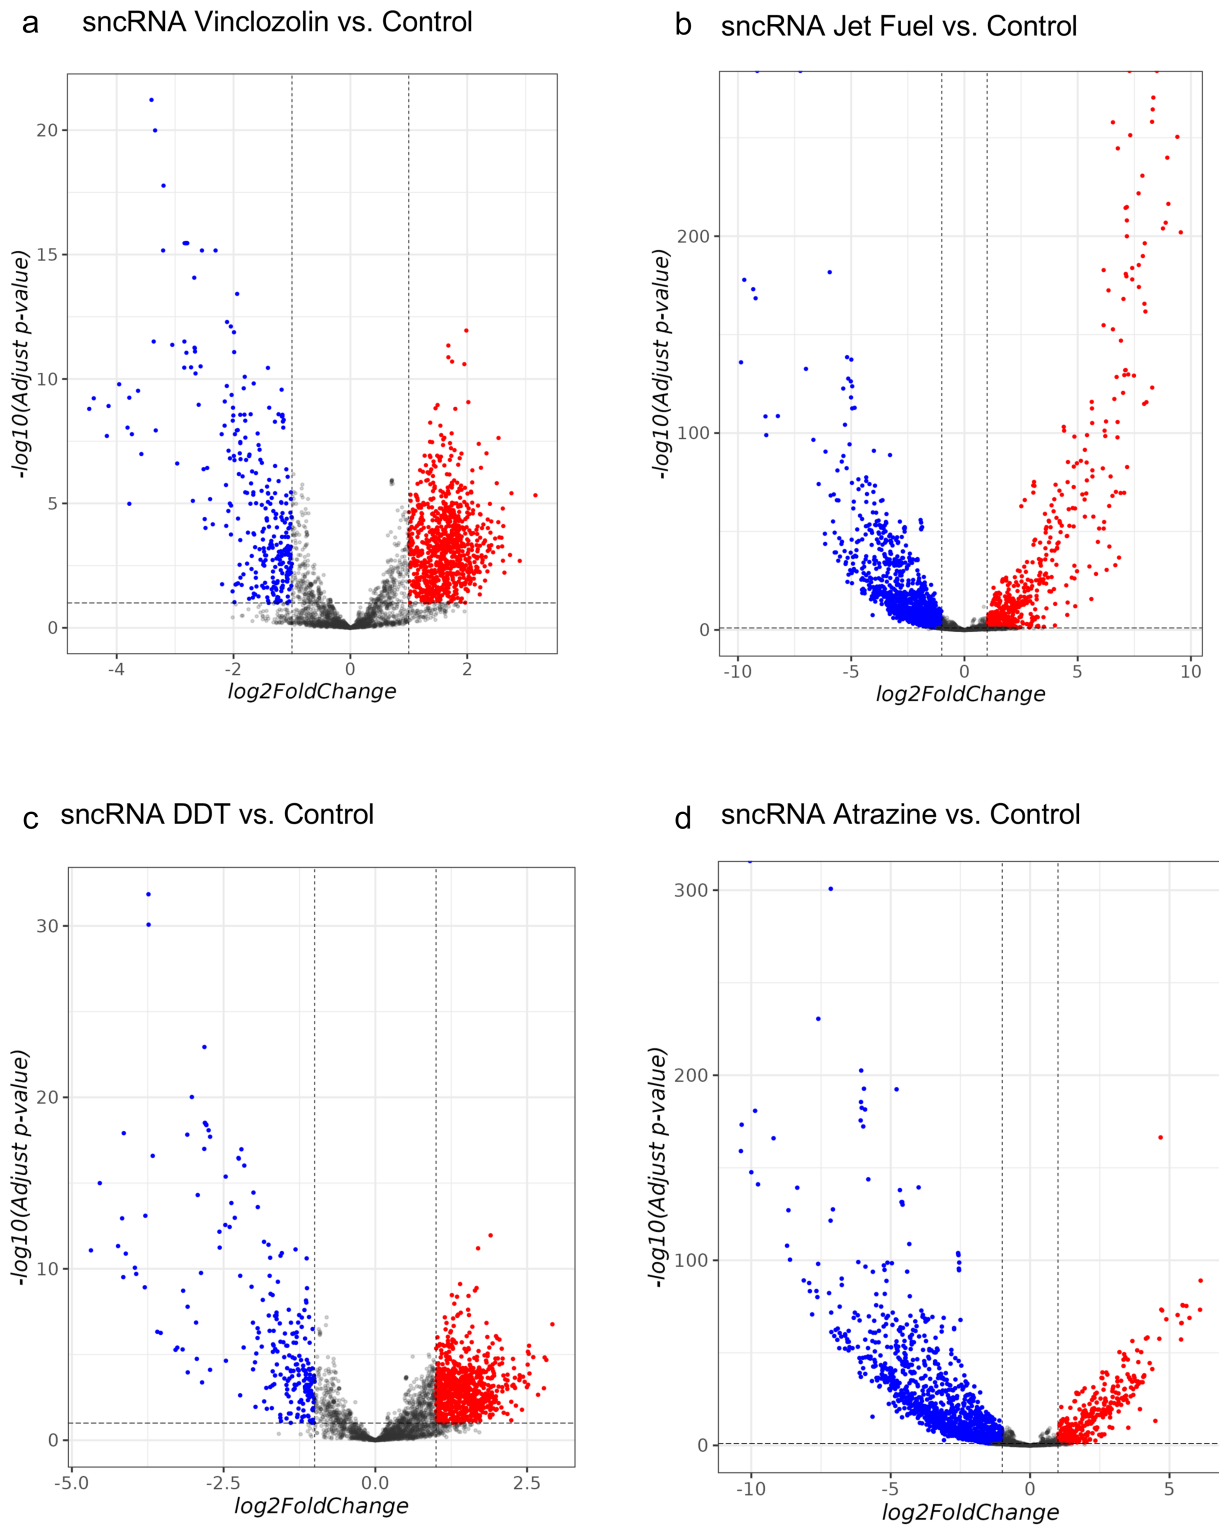 a sncRNA Vinclozolin vs. Control
20
15
10
5
0
-log10(Adjust p-value)
-4 -2 0 2
log2FoldChange
b sncRNA Jet Fuel vs. Control
200
100
0
-log10(Adjust p-value)
-10 -5 0 5 10
log2FoldChange
c sncRNA DDT vs. Control
30
20
10
0
-log10(Adjust p-value)
-5.0 -2.5 0.0 2.5
log2FoldChange
d sncRNA Atrazine vs. Control
300
200
100
0
-log10(Adjust p-value)
-10 -5 0 5
log2FoldChange